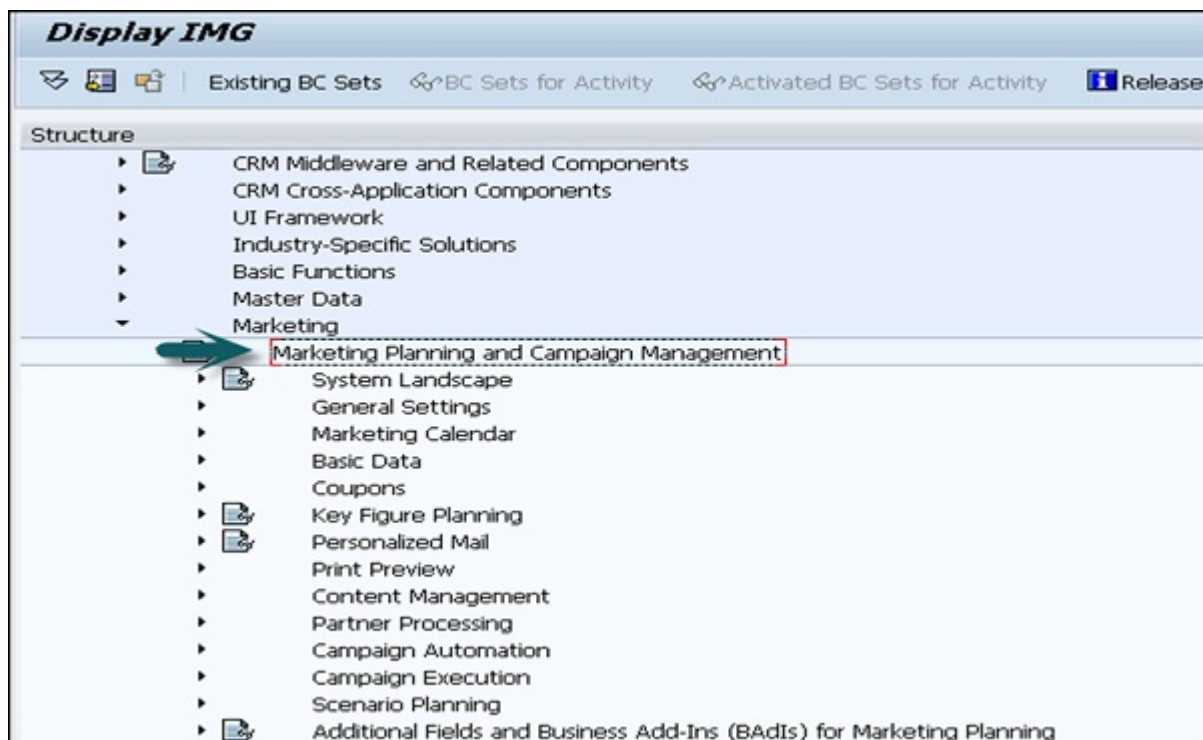 Display IMG
Existing BC Sets BC Sets for Activity Activated BC Sets for Activity Release
Structure
CRM Middleware and Related Components
CRM Cross-Application Components
UI Framework
Industry-Specific Solutions
Basic Functions
Master Data
Marketing
Marketing Planning and Campaign Management
System Landscape
General Settings
Marketing Calendar
Basic Data
Coupons
Key Figure Planning
Personalized Mail
Print Preview
Content Management
Partner Processing
Campaign Automation
Campaign Execution
Scenario Planning
Additional Fields and Business Add-Ins (BAdIs) for Marketing Planning